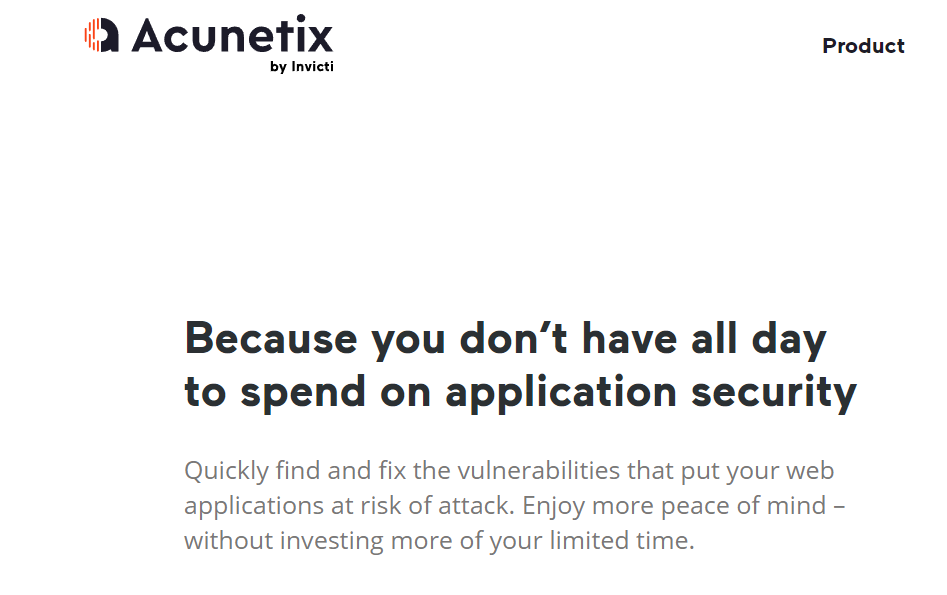 Acunetix
by Invicti
Product
Because you don’t have all day
to spend on application security
Quickly find and fix the vulnerabilities that put your web
applications at risk of attack. Enjoy more peace of mind –
without investing more of your limited time.